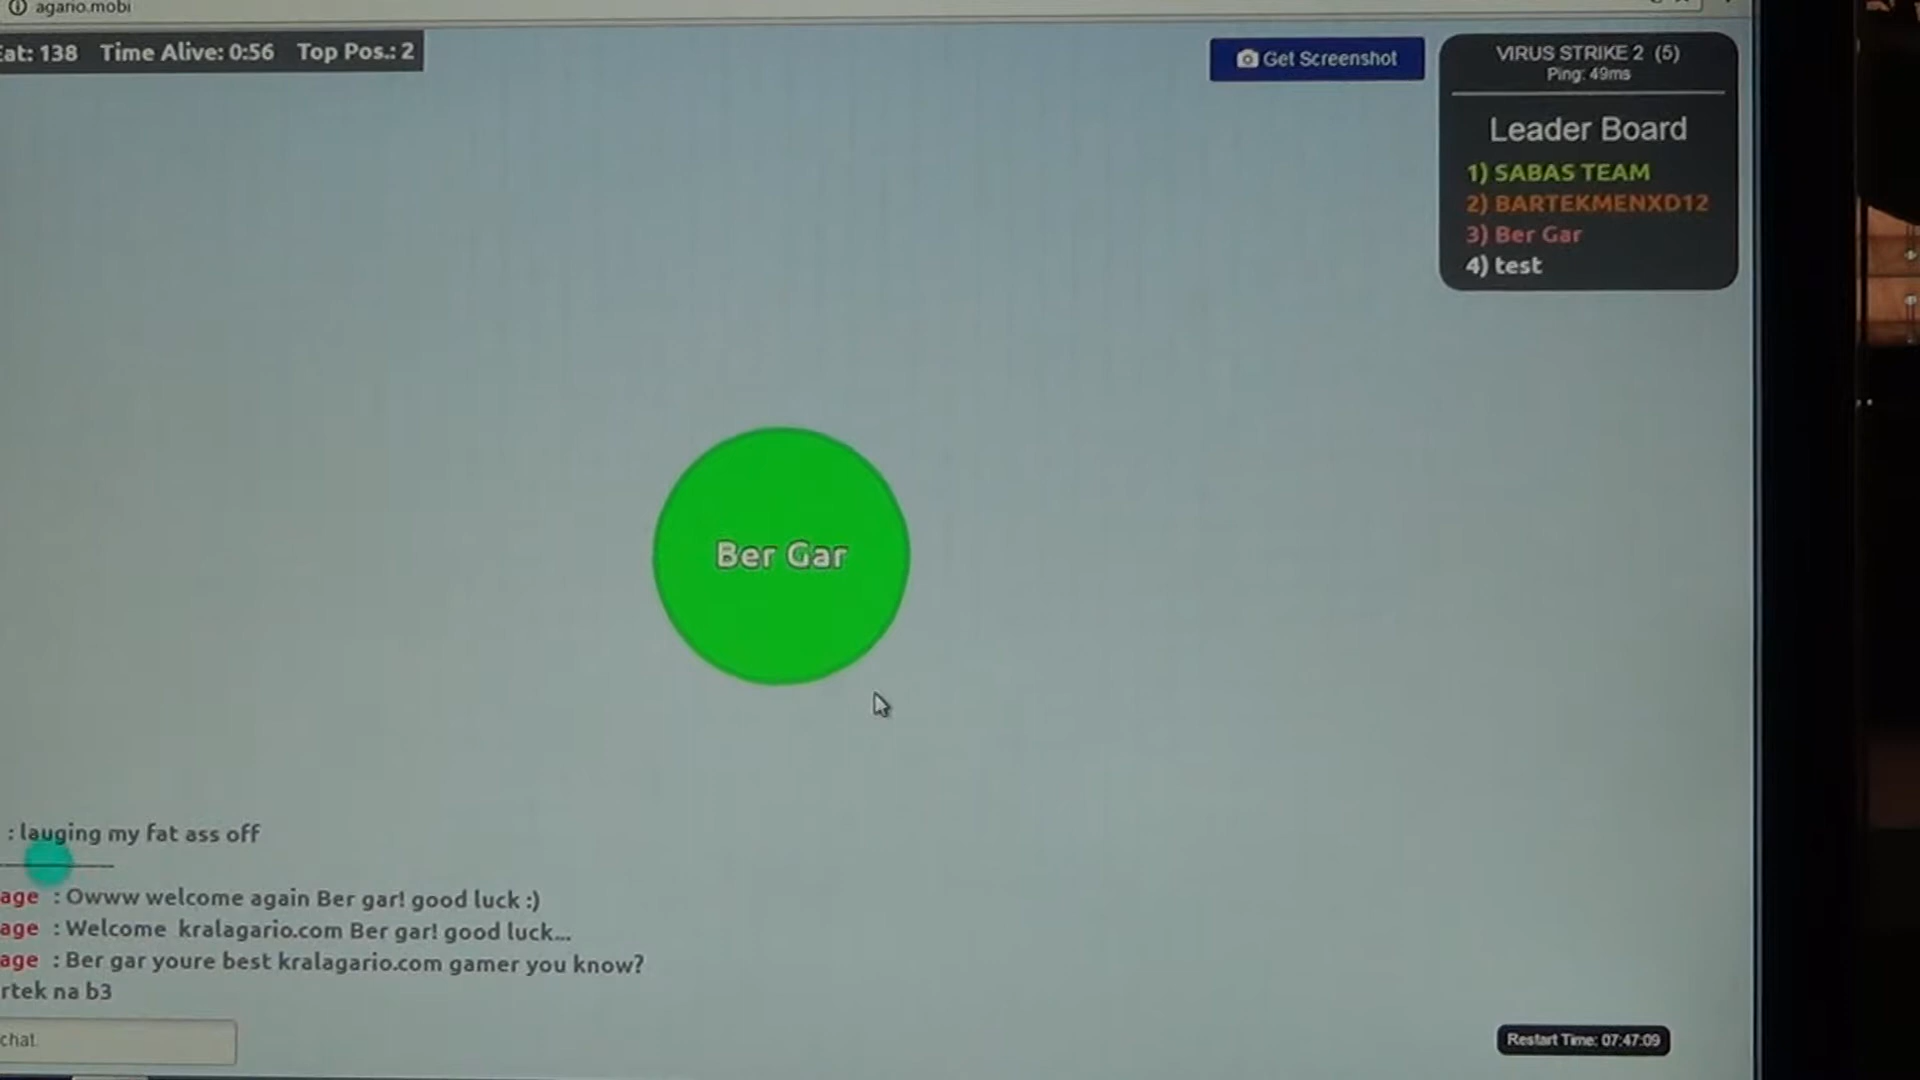 agario.mobi
Eat: 138 Time Alive: 0:56 Top Pos.: 2
Get Screenshot
VIRUS STRIKE 2 (5)
Ping: 49ms
Leader Board
1) SABAS TEAM
2) BARTEKMENXD12
3) Ber Gar
4) test
Ber Gar
: lauging my fat ass off
age : Owww welcome again Ber gar! good luck :)
age : Welcome kralagario.com Ber gar! good luck...
age : Ber gar youre best kralagario.com gamer you know?
rtek na b3
chat
Restart Time: 07:47:09